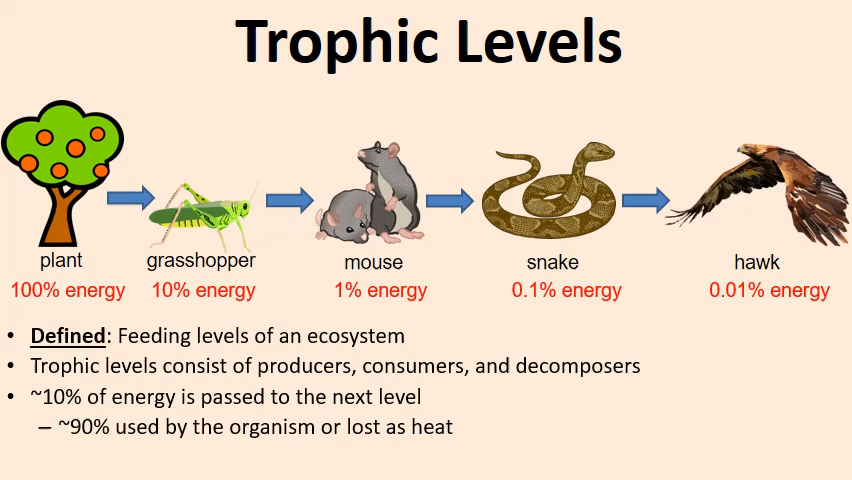 Trophic Levels
plant grasshopper mouse snake hawk
100% energy 10% energy 1% energy 0.1% energy 0.01% energy
• Defined: Feeding levels of an ecosystem
• Trophic levels consist of producers, consumers, and decomposers
• ~10% of energy is passed to the next level
– ~90% used by the organism or lost as heat